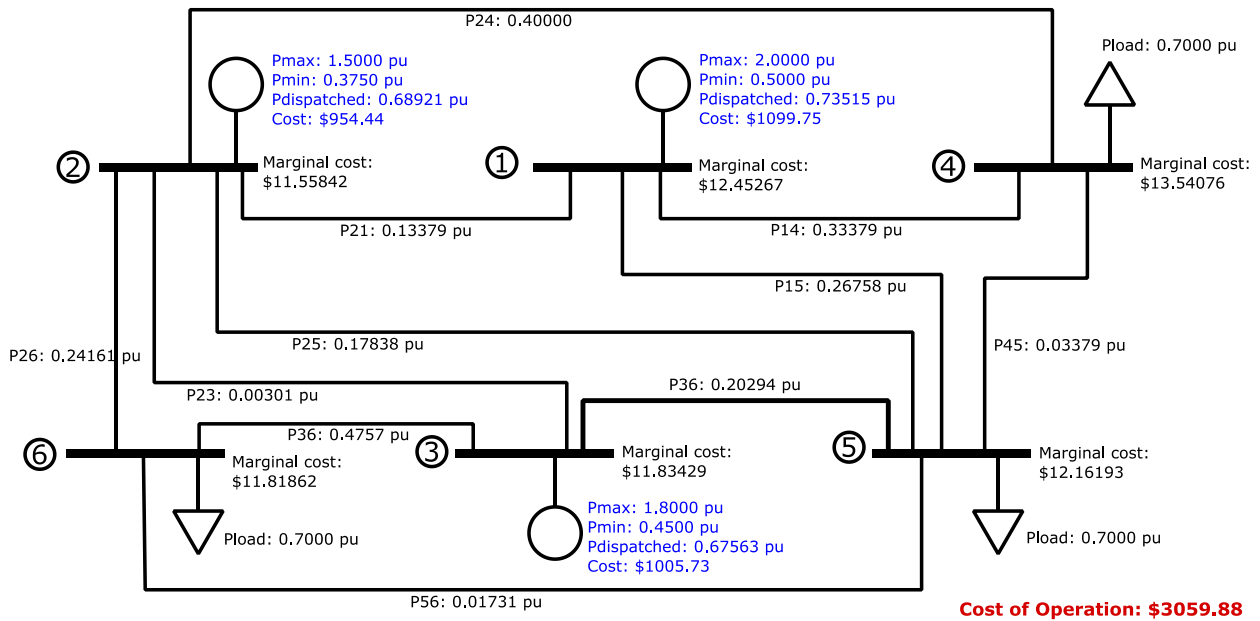 P24: 0.40000
Pmax: 1.5000 pu
Pmin: 0.3750 pu
Pdispatched: 0.68921 pu
Cost: $954.44
Pmax: 2.0000 pu
Pmin: 0.5000 pu
Pdispatched: 0.73515 pu
Cost: $1099.75
Pload: 0.7000 pu
2
Marginal cost:
$11.55842
1
Marginal cost:
$12.45267
4
Marginal cost:
$13.54076
P21: 0.13379 pu
P14: 0.33379 pu
P15: 0.26758 pu
P25: 0.17838 pu
P45: 0.03379 pu
P26: 0.24161 pu
P23: 0.00301 pu
P36: 0.20294 pu
P36: 0.4757 pu
6
Marginal cost:
$11.81862
3
Marginal cost:
$11.83429
5
Marginal cost:
$12.16193
Pload: 0.7000 pu
Pmax: 1.8000 pu
Pmin: 0.4500 pu
Pdispatched: 0.67563 pu
Cost: $1005.73
Pload: 0.7000 pu
P56: 0.01731 pu
Cost of Operation: $3059.88